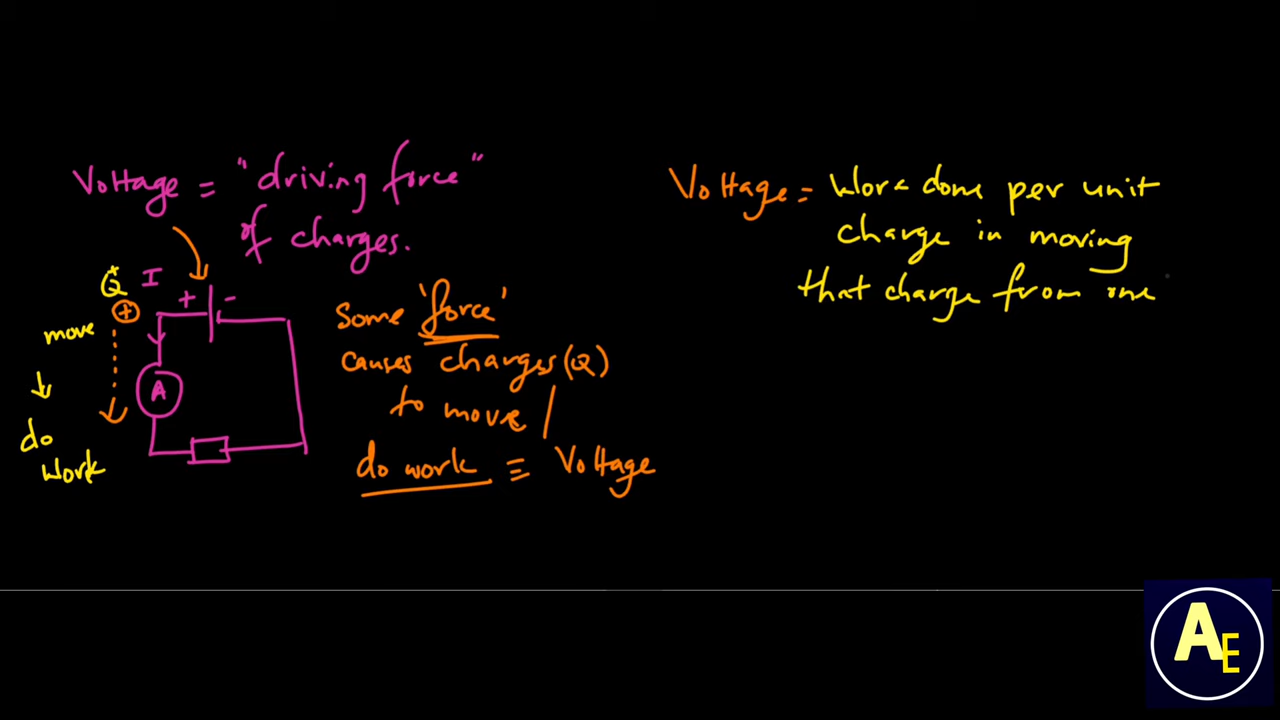 Voltage = "driving force"
of charges.
Q I
+ -
+
move
A
do
work
Some 'force'
causes charges (Q)
to move /
do work ≡ Voltage
Voltage = Work done per unit
charge in moving
that charge from one
AE